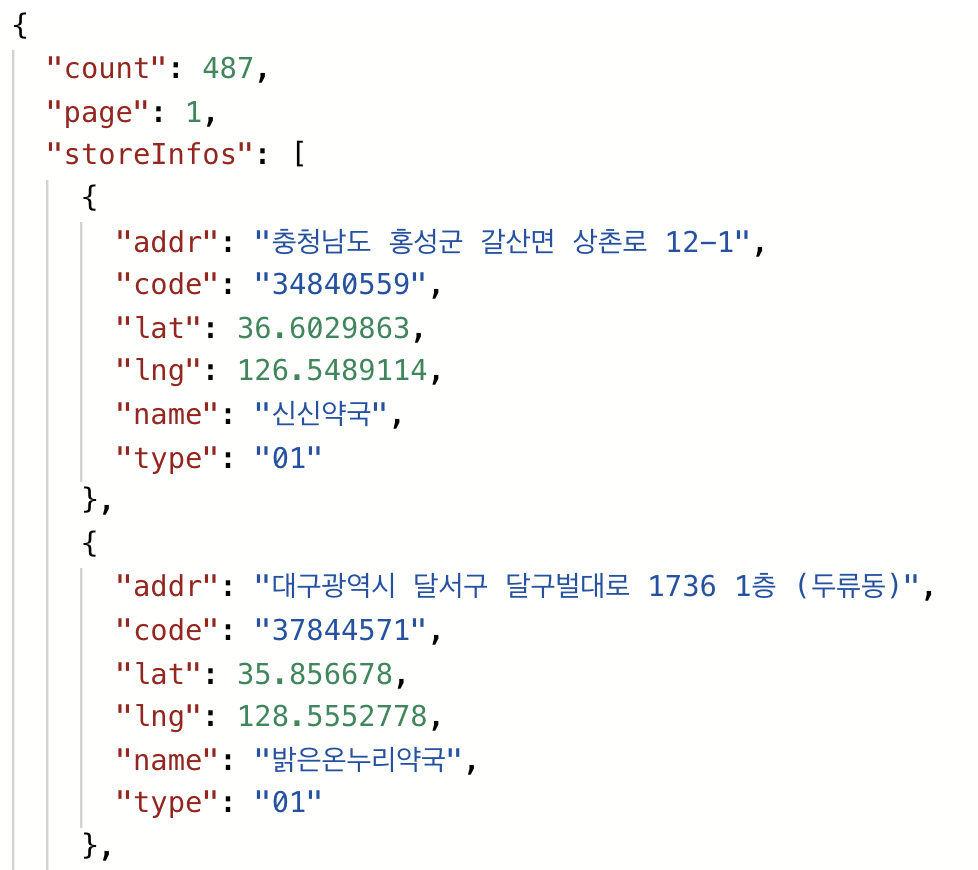 {
"count": 487,
"page": 1,
"storeInfos": [
{
"addr": "충청남도 홍성군 갈산면 상촌로 12-1",
"code": "34840559",
"lat": 36.6029863,
"lng": 126.5489114,
"name": "신신약국",
"type": "01"
},
{
"addr": "대구광역시 달서구 달구벌대로 1736 1층 (두류동)",
"code": "37844571",
"lat": 35.856678,
"lng": 128.5552778,
"name": "밝은온누리약국",
"type": "01"
},